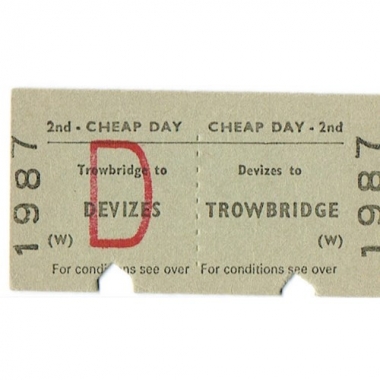 2nd - CHEAP DAY
CHEAP DAY - 2nd
1987
D
Trowbridge to
DEVIZES
(W)
For conditions see over
Devizes to
TROWBRIDGE
(W)
For conditions see over
1987